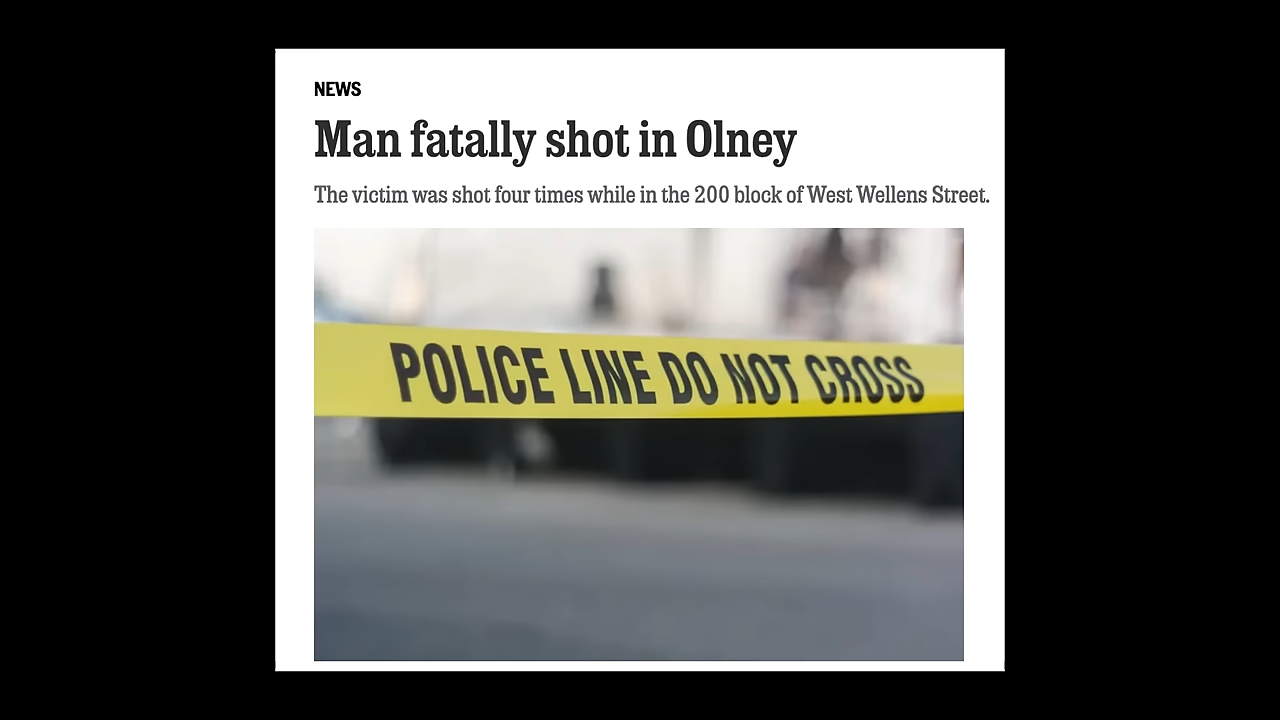 NEWS
Man fatally shot in Olney
The victim was shot four times while in the 200 block of West Wellens Street.
POLICE LINE DO NOT CROSS